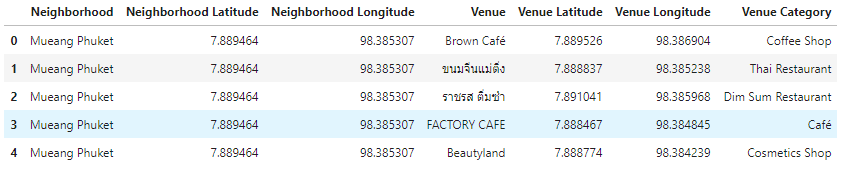 Neighborhood Neighborhood Latitude Neighborhood Longitude Venue Venue Latitude Venue Longitude Venue Category
0 Mueang Phuket 7.889464 98.385307 Brown Café 7.889526 98.386904 Coffee Shop
1 Mueang Phuket 7.889464 98.385307 ขนมจีนแม่ติ่ง 7.888837 98.385238 Thai Restaurant
2 Mueang Phuket 7.889464 98.385307 ราชรส ติ่มซำ 7.891041 98.385968 Dim Sum Restaurant
3 Mueang Phuket 7.889464 98.385307 FACTORY CAFE 7.888467 98.384845 Café
4 Mueang Phuket 7.889464 98.385307 Beautyland 7.888774 98.384239 Cosmetics Shop